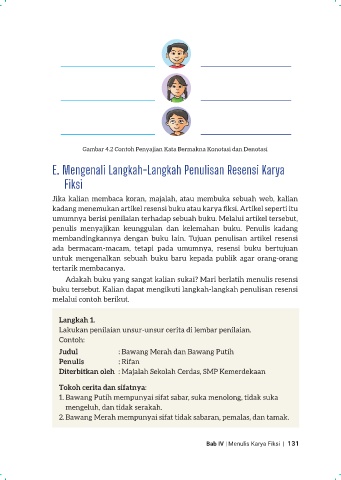 Gambar 4.2 Contoh Penyajian Kata Bermakna Konotasi dan Denotasi
E. Mengenali Langkah-Langkah Penulisan Resensi Karya
Fiksi
Jika kalian membaca koran, majalah, atau membuka sebuah web, kalian
kadang menemukan artikel resensi buku atau karya fiksi. Artikel seperti itu
umumnya berisi penilaian terhadap sebuah buku. Melalui artikel tersebut,
penulis menyajikan keunggulan dan kelemahan buku. Penulis kadang
membandingkannya dengan buku lain. Tujuan penulisan artikel resensi
ada bermacam-macam, tetapi pada umumnya, resensi buku bertujuan
untuk mengenalkan sebuah buku baru kepada publik agar orang-orang
tertarik membacanya.
Adakah buku yang sangat kalian sukai? Mari berlatih menulis resensi
buku tersebut. Kalian dapat mengikuti langkah-langkah penulisan resensi
melalui contoh berikut.
Langkah 1.
Lakukan penilaian unsur-unsur cerita di lembar penilaian.
Contoh:
Judul : Bawang Merah dan Bawang Putih
Penulis : Rifan
Diterbitkan oleh : Majalah Sekolah Cerdas, SMP Kemerdekaan
Tokoh cerita dan sifatnya:
1. Bawang Putih mempunyai sifat sabar, suka menolong, tidak suka
mengeluh, dan tidak serakah.
2. Bawang Merah mempunyai sifat tidak sabaran, pemalas, dan tamak.
Bab IV | Menulis Karya Fiksi | 131